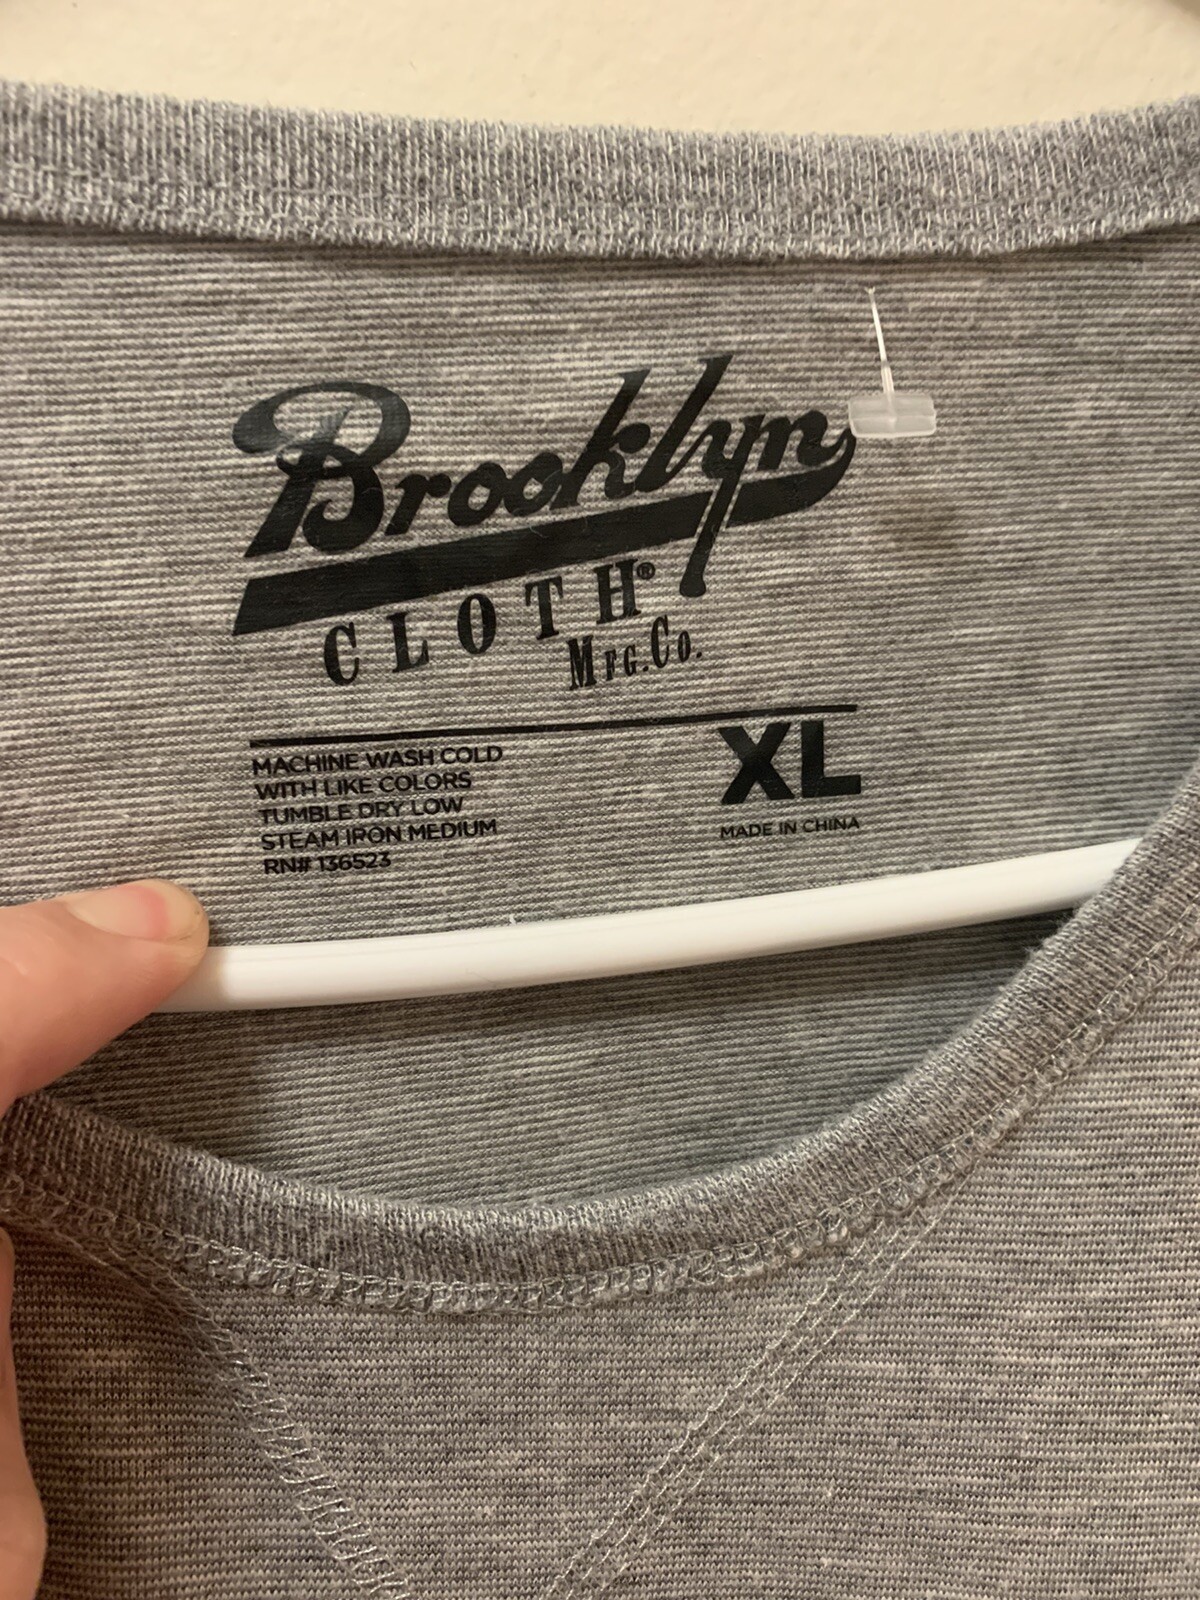 Brooklyn
CLOTH®
MFG.CO.
MACHINE WASH COLD
WITH LIKE COLORS
TUMBLE DRY LOW
STEAM IRON MEDIUM
RN# 136523
XL
MADE IN CHINA